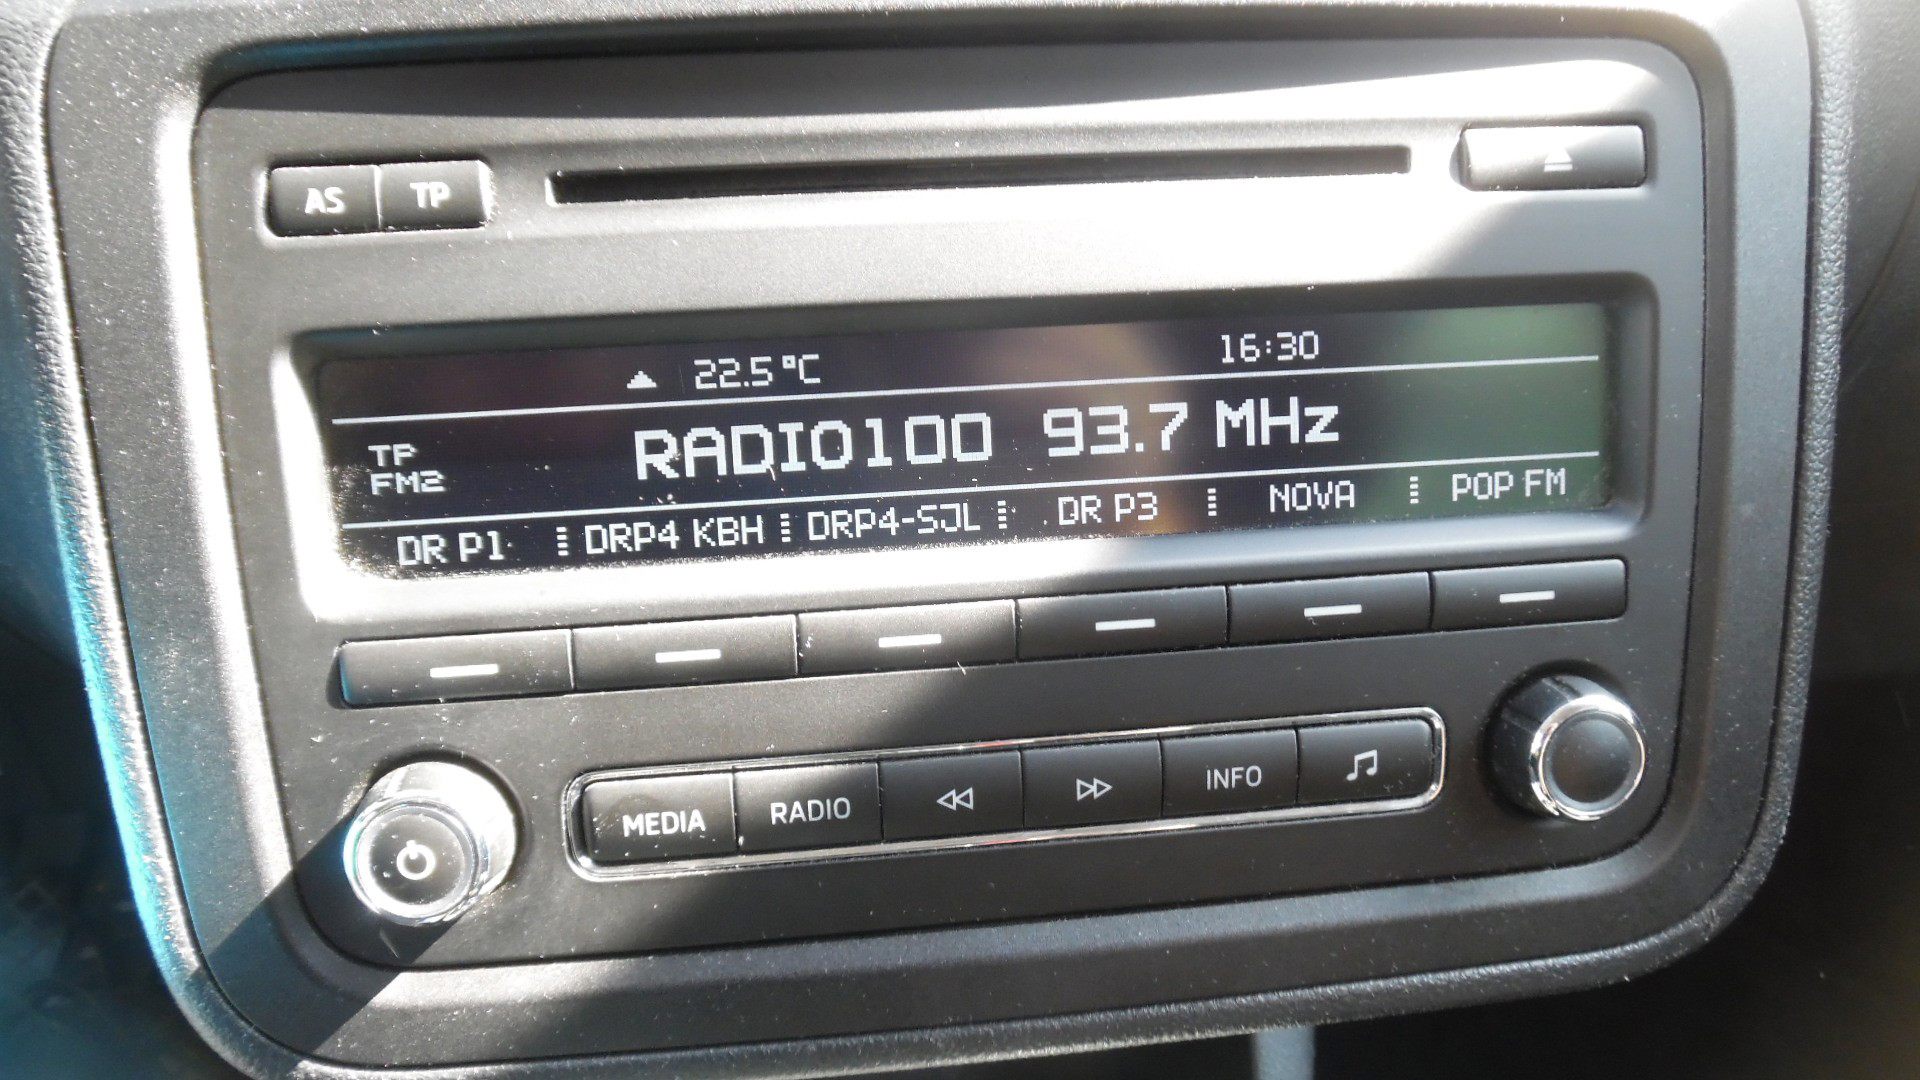 AS TP
22.5 °C 16:30
TP
FM2
RADIO100 93.7 MHz
DR P1 DRP4 KBH DRP4-SJL DR P3 NOVA POP FM
MEDIA RADIO INFO